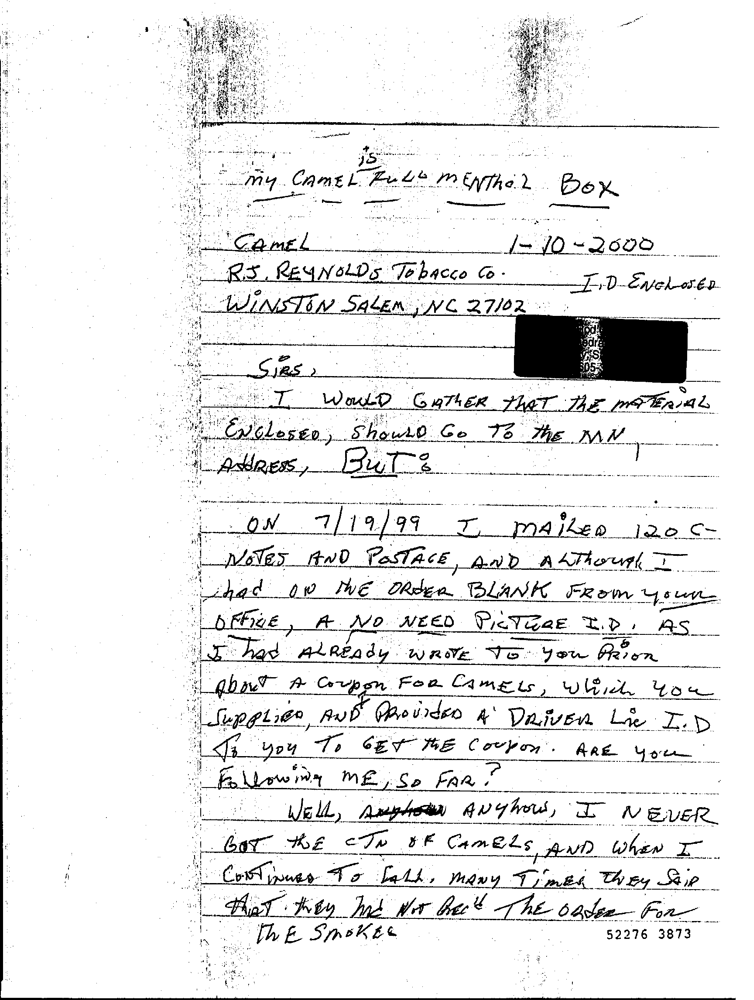 is
my CAMEL FULL MENTHOL BOX
CAMEL 1-10-2000
R.J. REYNOLDS TOBACCO CO. I.D ENCLOSED
WINSTON SALEM, NC 27102
SIRS,
I WOULD GATHER THAT THE MATERIAL
ENCLOSED, SHOULD GO TO THE MN
ADDRESS, BUT:
ON 7/19/99 I MAILED 120 C-
NOTES AND POSTAGE, AND ALTHOUGH I
had ON THE ORDER BLANK FROM your
OFFICE, A NO NEED PICTURE I.D. AS
I had ALREADY WROTE TO you PRIOR
About A COUPON FOR CAMELS, which you
SUPPLIED, AND PROVIDED A DRIVER Lic I.D
To you TO GET THE COUPON. ARE you
Following ME, SO FAR?
WELL, ANYHOW, I NEVER
GOT THE CTN OF CAMELS, AND WHEN I
CONTINUED TO CALL, MANY TIMES THEY SAID
THAT they had NOT Rec'd THE ORDER FOR
THE SMOKES
52276 3873